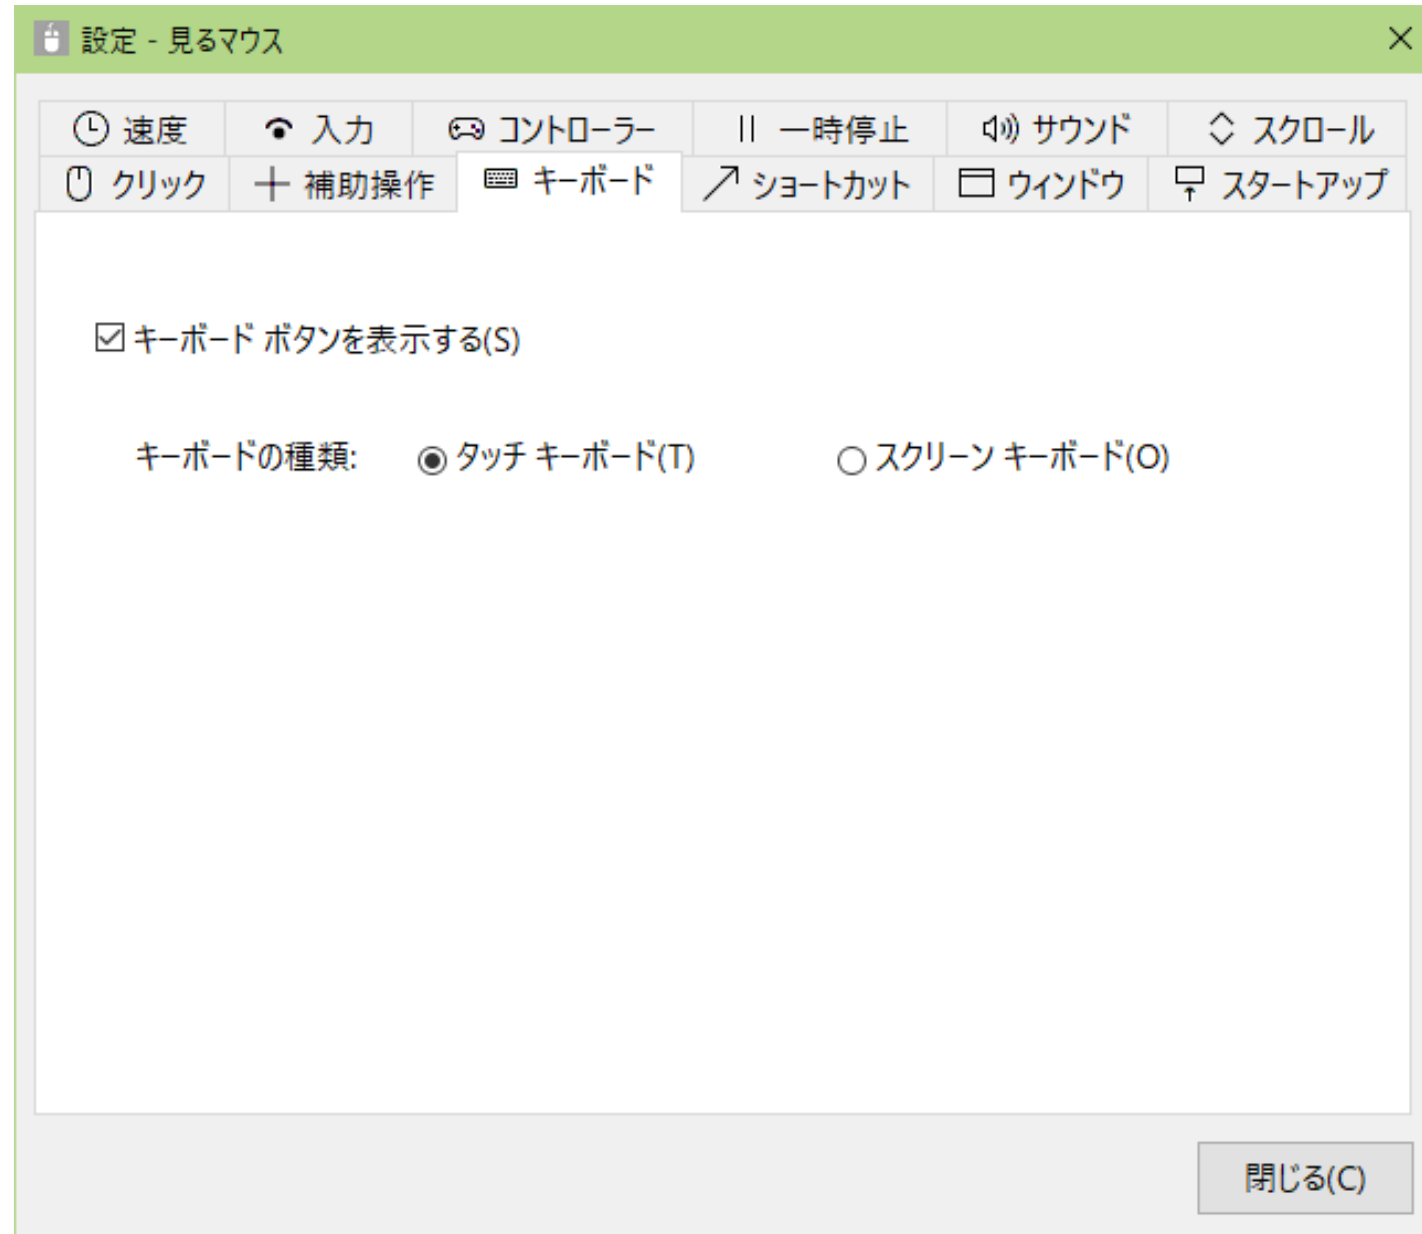 設定 - 見るマウス
速度 入力 コントローラー 一時停止 サウンド スクロール
クリック 補助操作 キーボード ショートカット ウィンドウ スタートアップ
キーボード ボタンを表示する(S)
キーボードの種類: タッチ キーボード(T) スクリーン キーボード(O)
閉じる(C)